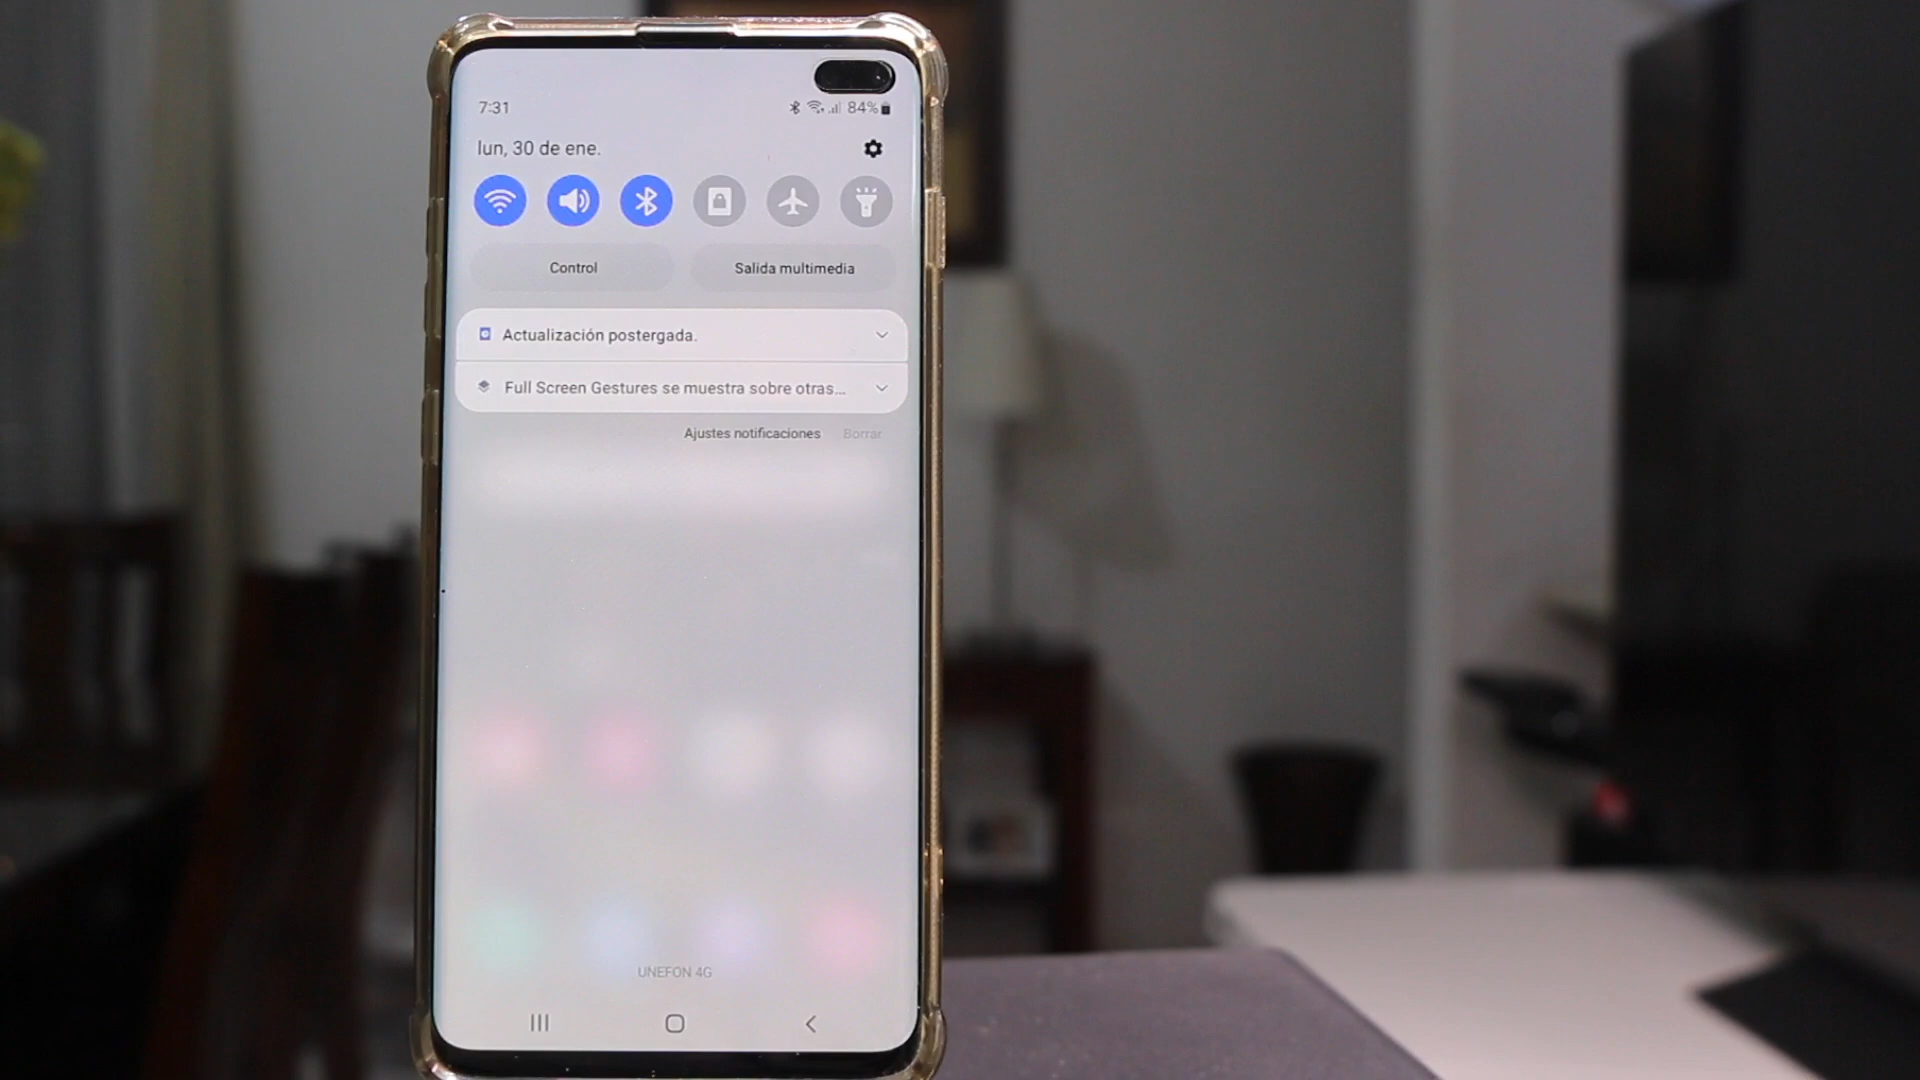 7:31
84%
lun, 30 de ene.
Control
Salida multimedia
Actualización postergada.
Full Screen Gestures se muestra sobre otras...
Ajustes notificaciones
Borrar
UNEFON 4G